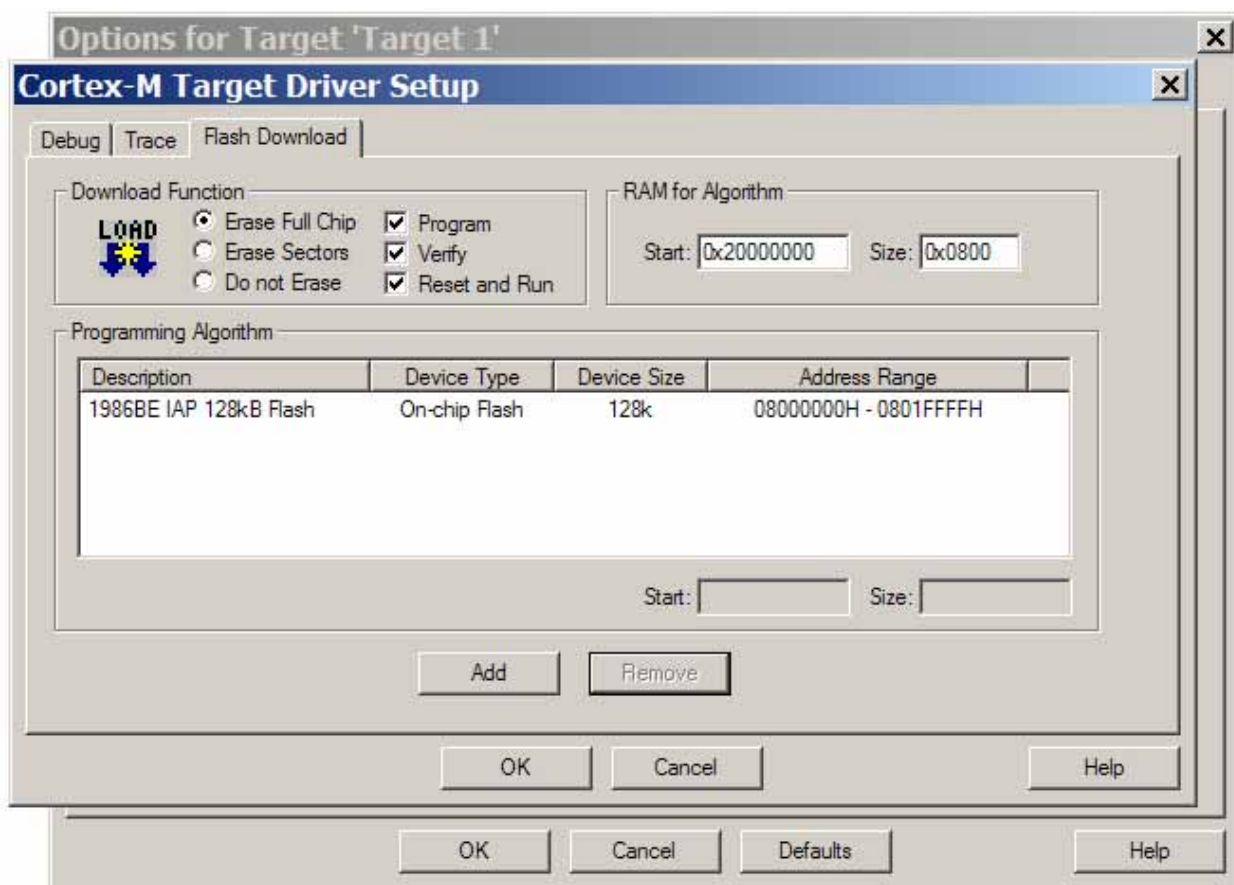 Options for Target 'Target 1'
Cortex-M Target Driver Setup
Debug Trace Flash Download
Download Function
LOAD
Erase Full Chip
Erase Sectors
Do not Erase
Program
Verify
Reset and Run
RAM for Algorithm
Start: 0x20000000 Size: 0x0800
Programming Algorithm
Description Device Type Device Size Address Range
1986BE IAP 128kB Flash On-chip Flash 128k 08000000H - 0801FFFFH
Start: Size:
Add Remove
OK Cancel Help
OK Cancel Defaults Help